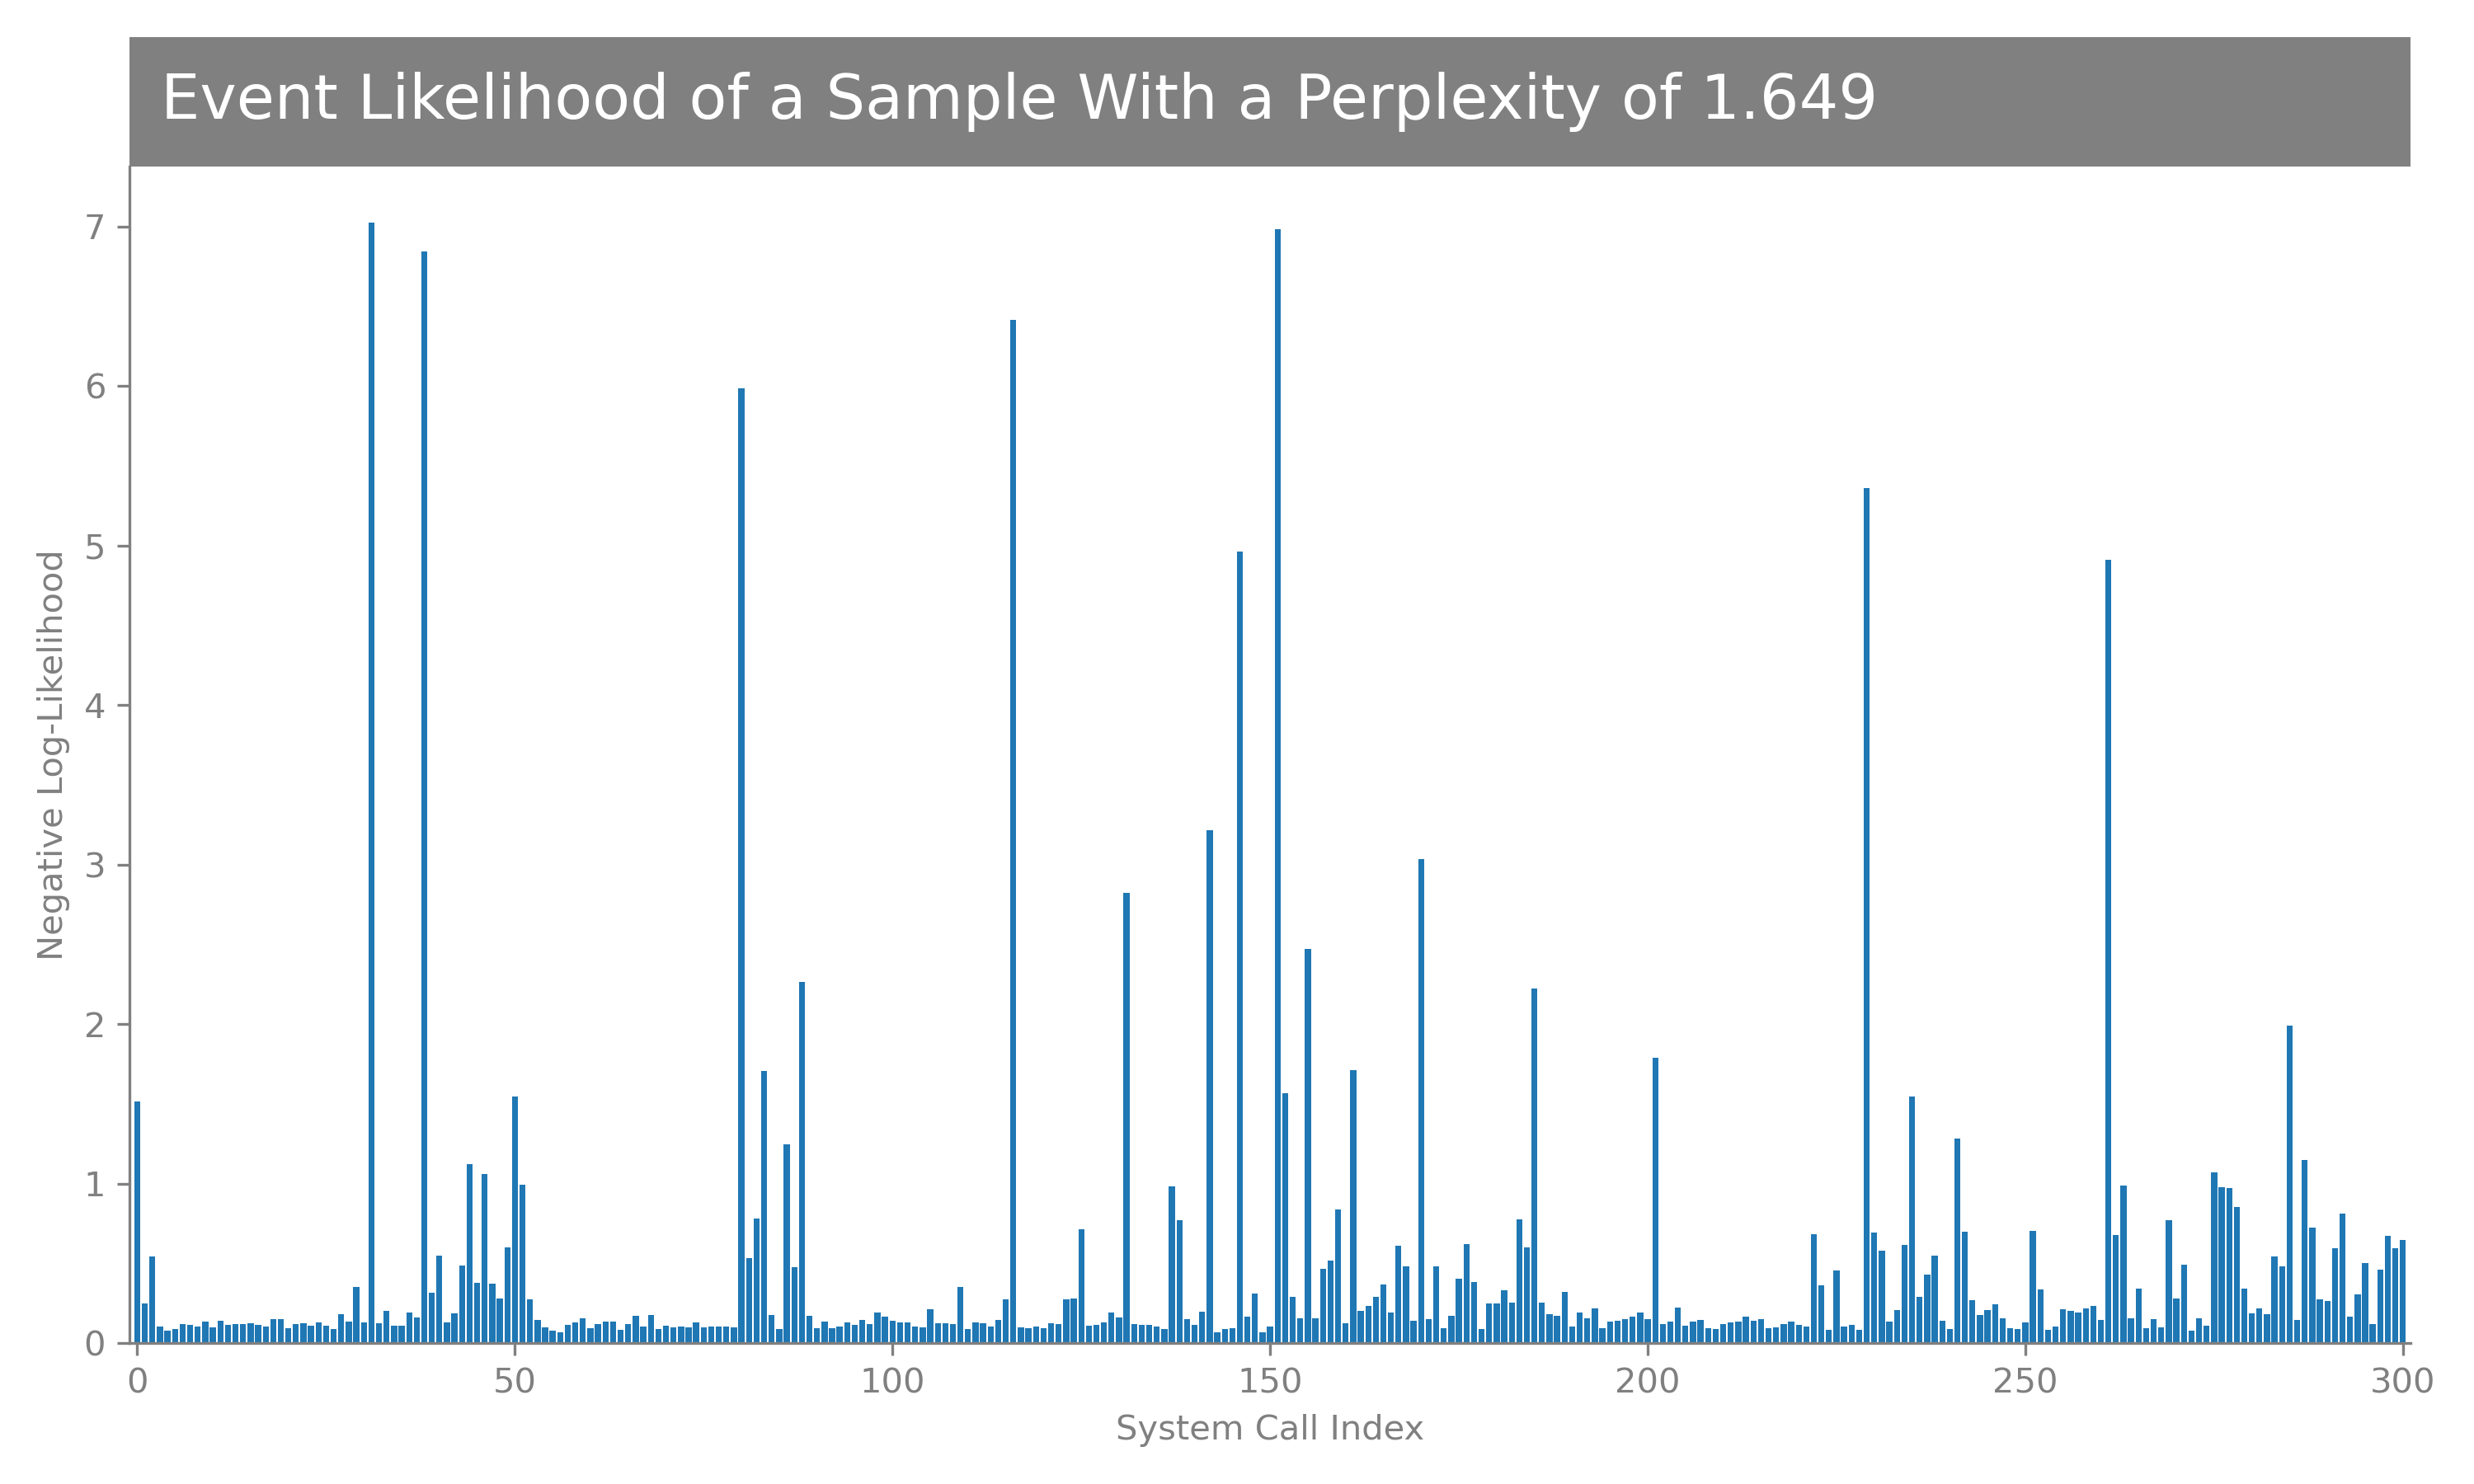 Event Likelihood of a Sample With a Perplexity of 1.649
7
6
5
4
3
2
1
0
Negative Log-Likelihood
0 50 100 150 200 250 300
System Call Index